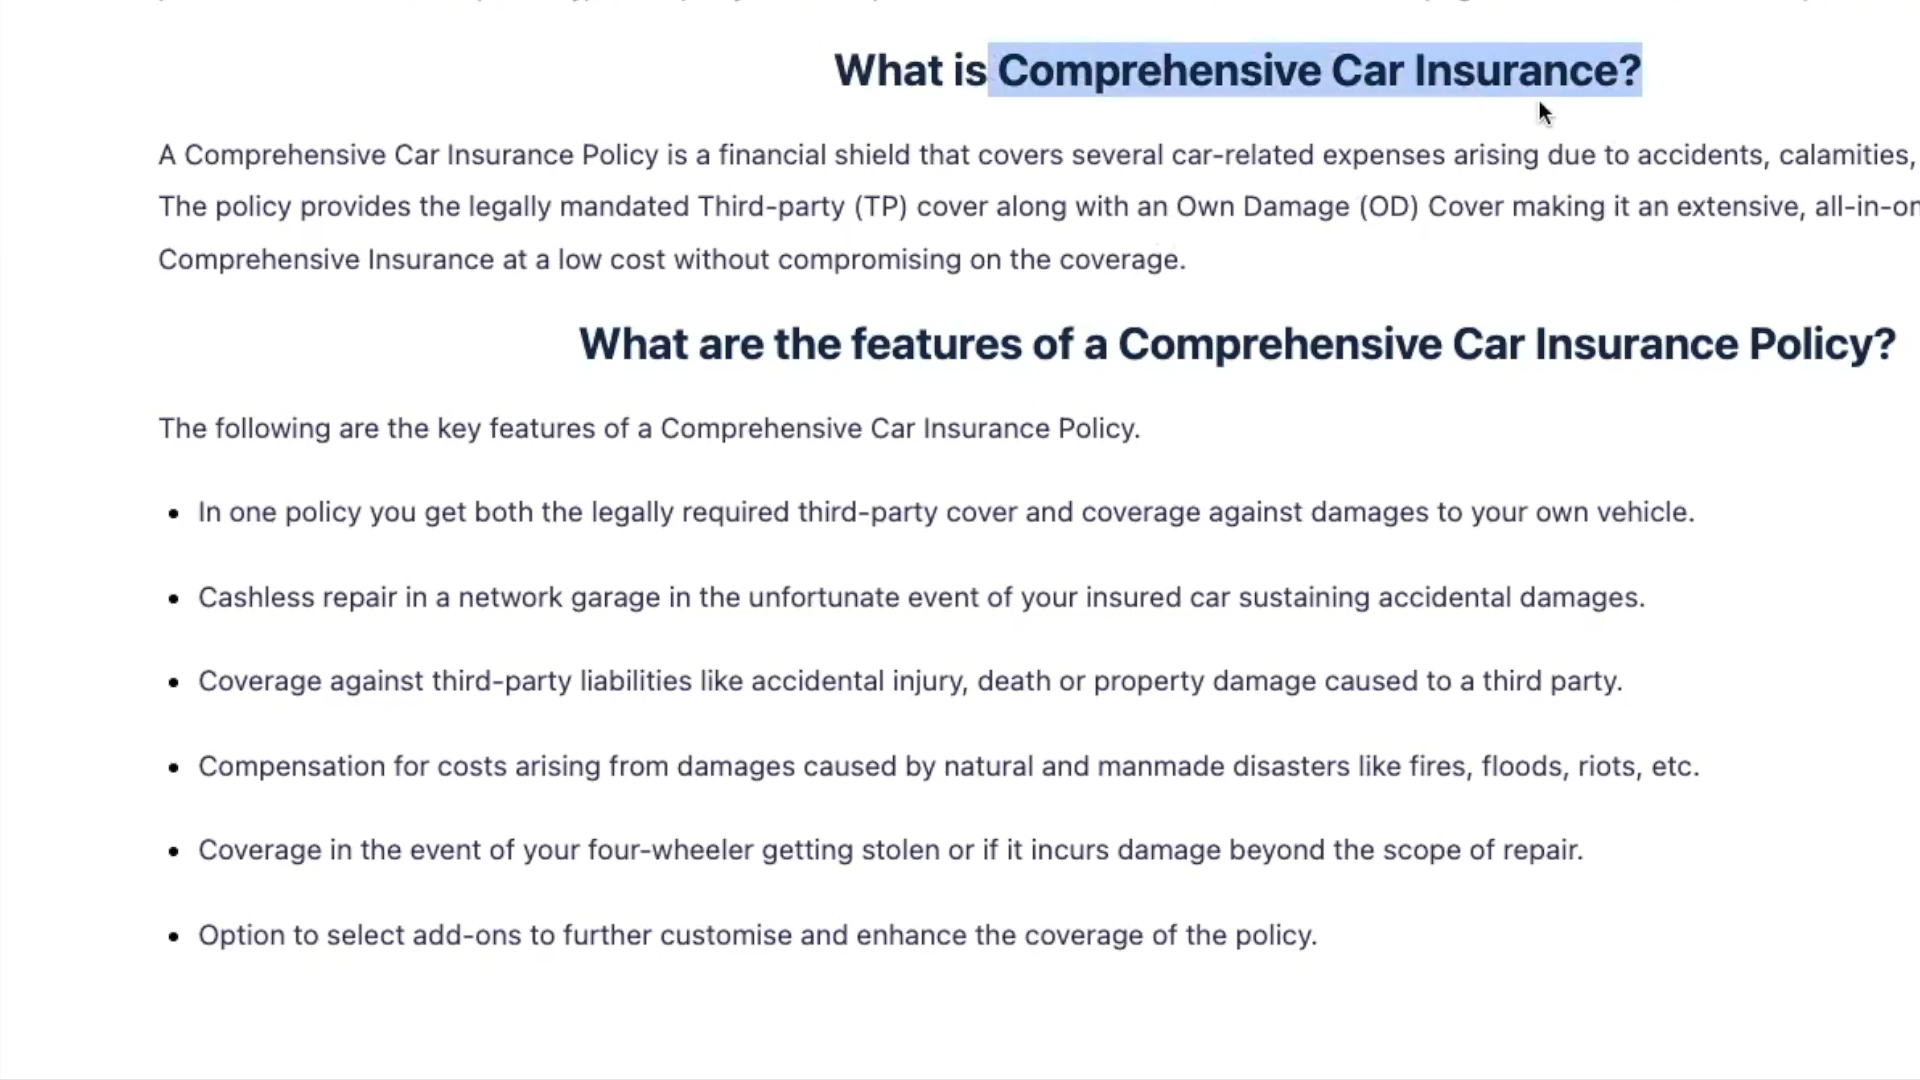 What is Comprehensive Car Insurance?
A Comprehensive Car Insurance Policy is a financial shield that covers several car-related expenses arising due to accidents, calamities,
The policy provides the legally mandated Third-party (TP) cover along with an Own Damage (OD) Cover making it an extensive,
Comprehensive Insurance at a low cost without compromising on the coverage.
What are the features of a Comprehensive Car Insurance Policy?
The following are the key features of a Comprehensive Car Insurance Policy.
• In one policy you get both the legally required third-party cover and coverage against damages to your own vehicle.
• Cashless repair in a network garage in the unfortunate event of your insured car sustaining accidental damages.
• Coverage against third-party liabilities like accidental injury, death or property damage caused to a third party.
• Compensation for costs arising from damages caused by natural and manmade disasters like fires, floods, riots, etc.
• Coverage in the event of your four-wheeler getting stolen or if it incurs damage beyond the scope of repair.
• Option to select add-ons to further customise and enhance the coverage of the policy.